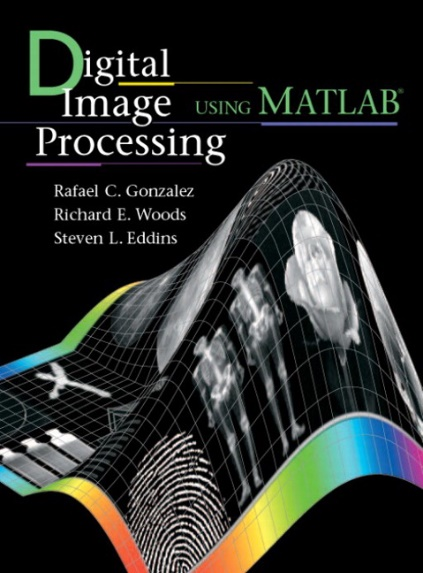 Digital
Image USING MATLAB®
Processing
Rafael C. Gonzalez
Richard E. Woods
Steven L. Eddins